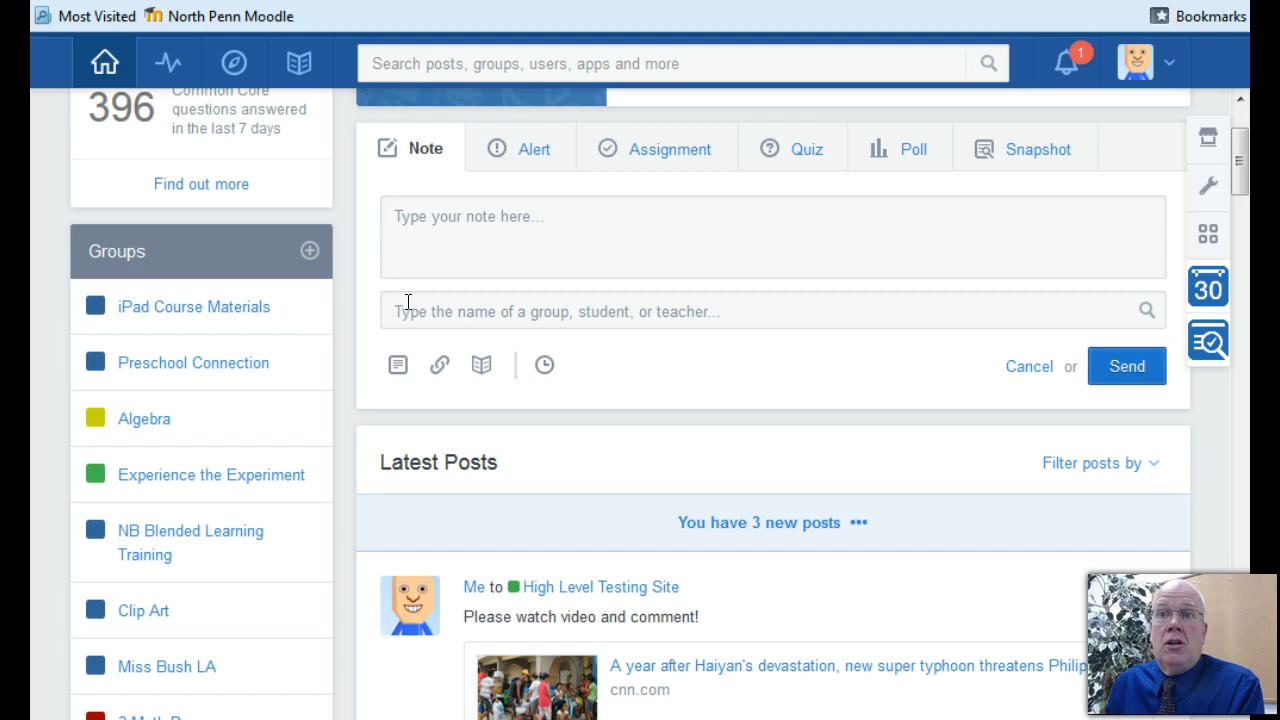 Most Visited North Penn Moodle Bookmarks
Search posts, groups, users, apps and more
1
396
Common Core
questions answered
in the last 7 days
Find out more
Groups
iPad Course Materials
Preschool Connection
Algebra
Experience the Experiment
NB Blended Learning
Training
Clip Art
Miss Bush LA
Note Alert Assignment Quiz Poll Snapshot
Type your note here...
Type the name of a group, student, or teacher...
Cancel or Send
Latest Posts
Filter posts by
You have 3 new posts •••
Me to High Level Testing Site
Please watch video and comment!
A year after Haiyan's devastation, new super typhoon threatens Philip
cnn.com
30